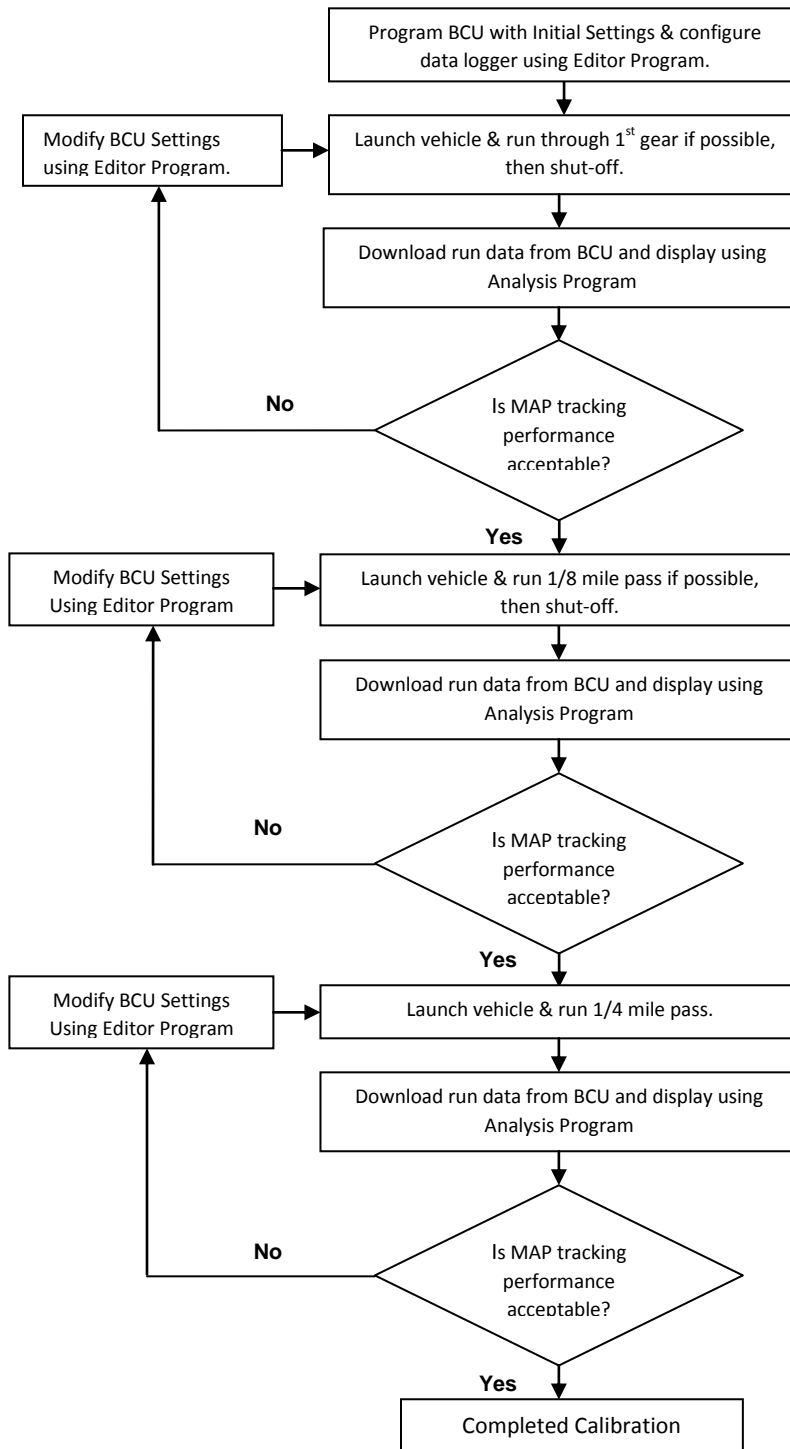 Program BCU with Initial Settings & configure
data logger using Editor Program.
Modify BCU Settings
using Editor Program.
Launch vehicle & run through 1st gear if possible,
then shut-off.
Download run data from BCU and display using
Analysis Program
No
Is MAP tracking
performance
acceptable?
Yes
Modify BCU Settings
Using Editor Program
Launch vehicle & run 1/8 mile pass if possible,
then shut-off.
Download run data from BCU and display using
Analysis Program
No
Is MAP tracking
performance
acceptable?
Yes
Modify BCU Settings
Using Editor Program
Launch vehicle & run 1/4 mile pass.
Download run data from BCU and display using
Analysis Program
No
Is MAP tracking
performance
acceptable?
Yes
Completed Calibration